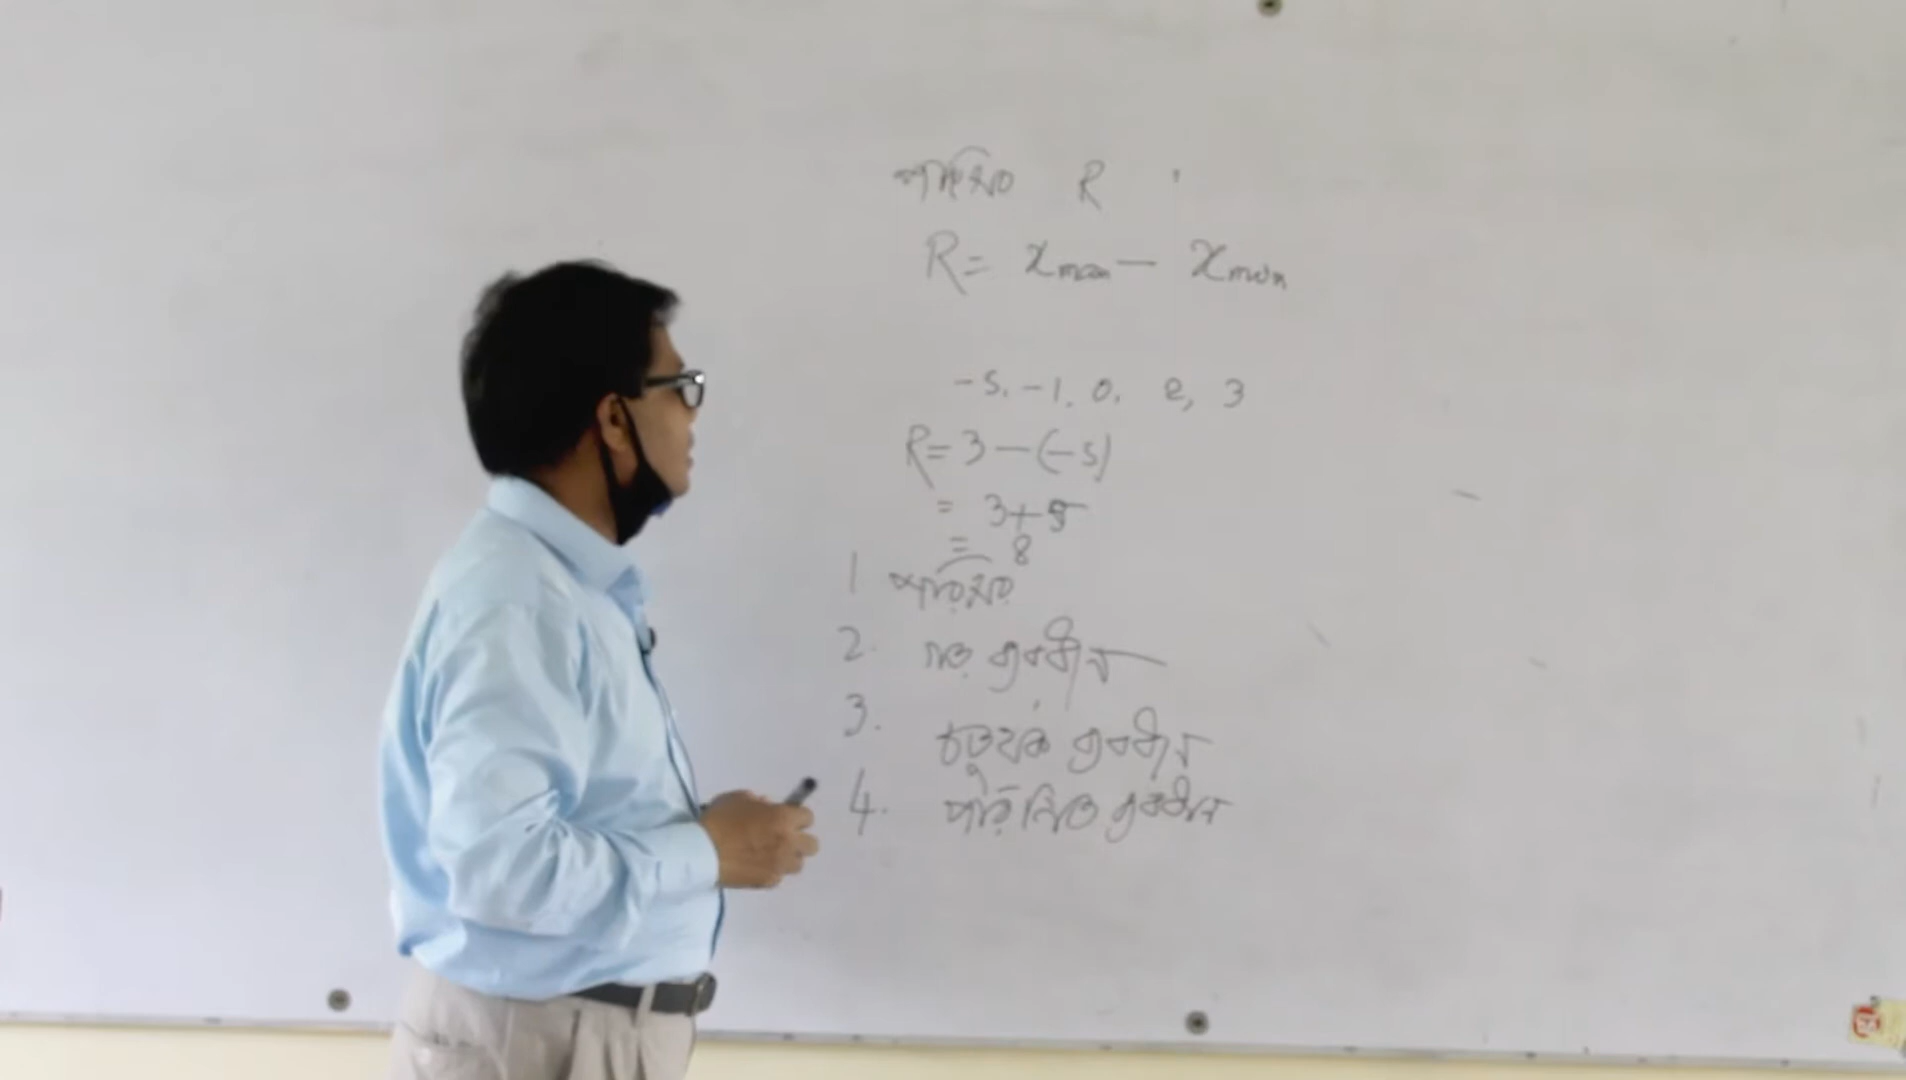 পরিসর R
R = xmax − xmin
-5, -1, 0, 2, 3
R = 3 − (−5)
= 3+5
= 8
1 পরিসর
2. গড় ব্যবধান
3. চতুর্থক ব্যবধান
4. পরিমিত ব্যবধান